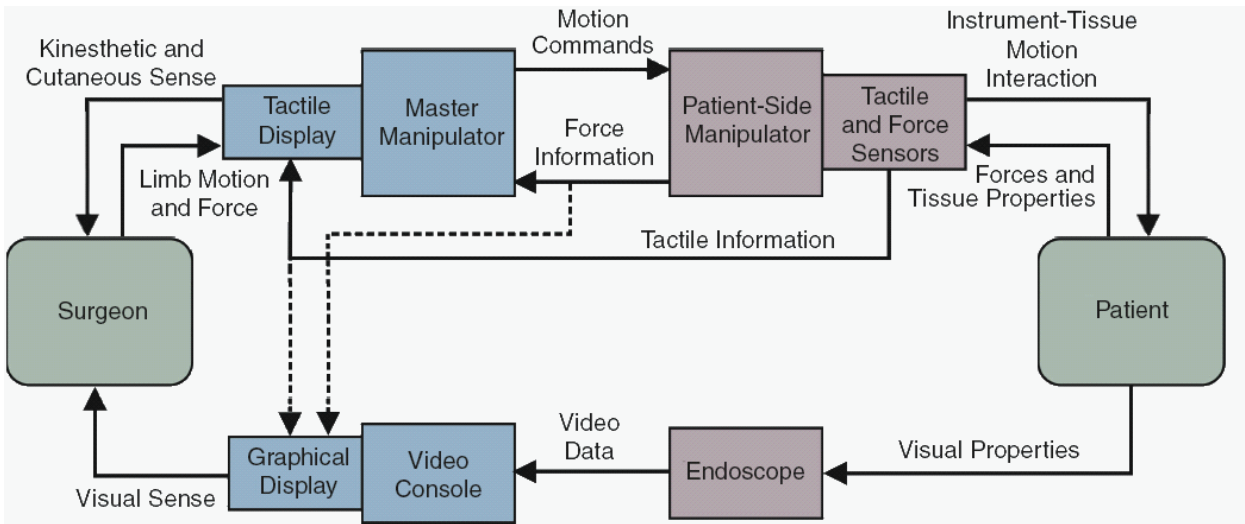 Kinesthetic and
Cutaneous Sense
Motion
Commands
Instrument-Tissue
Motion
Interaction
Tactile
Display
Master
Manipulator
Patient-Side
Manipulator
Tactile
and Force
Sensors
Force
Information
Limb Motion
and Force
Forces and
Tissue Properties
Tactile Information
Surgeon
Patient
Visual Sense
Graphical
Display
Video
Console
Video
Data
Endoscope
Visual Properties